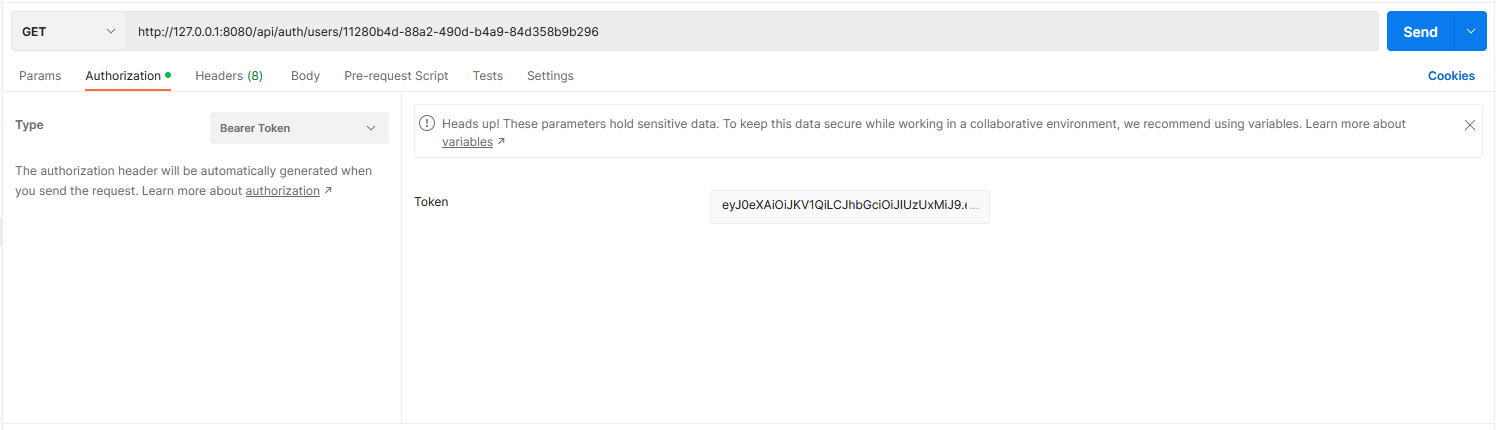 GET http://127.0.0.1:8080/api/auth/users/11280b4d-88a2-490d-b4a9-84d358b9b296 Send
Params Authorization Headers (8) Body Pre-request Script Tests Settings Cookies
Type Bearer Token
The authorization header will be automatically generated when
you send the request. Learn more about authorization ↗
Heads up! These parameters hold sensitive data. To keep this data secure while working in a collaborative environment, we recommend using variables. Learn more about
variables ↗
Token eyJ0eXAiOiJKV1QiLCJhbGciOiJIUzUxMiJ9.e...